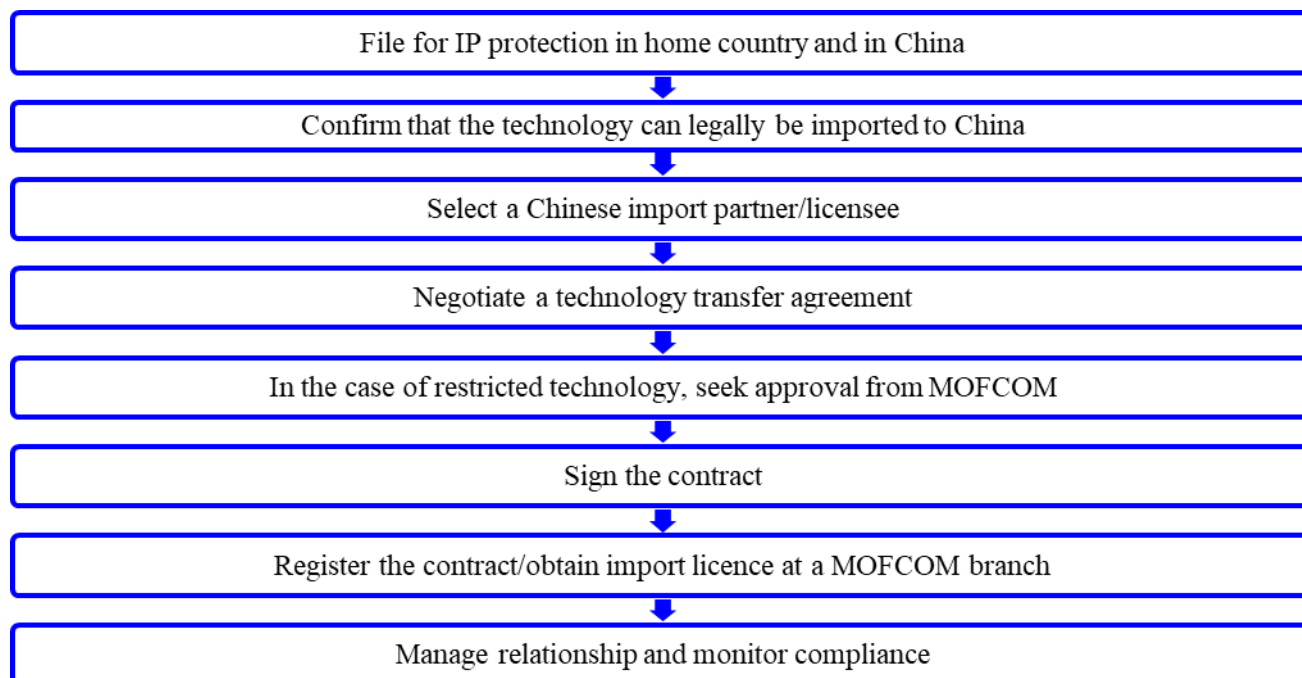 File for IP protection in home country and in China
Confirm that the technology can legally be imported to China
Select a Chinese import partner/licensee
Negotiate a technology transfer agreement
In the case of restricted technology, seek approval from MOFCOM
Sign the contract
Register the contract/obtain import licence at a MOFCOM branch
Manage relationship and monitor compliance